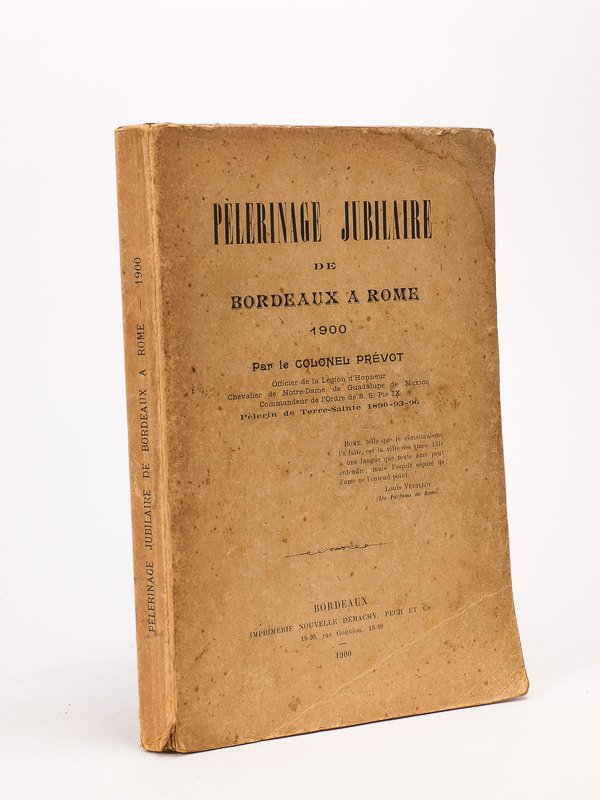 PÈLERINAGE JUBILAIRE DE BORDEAUX A ROME — 1900
PÈLERINAGE JUBILAIRE
DE
BORDEAUX A ROME
1900
Par le COLONEL PRÉVOT
Officier de la Légion d'Honneur
Chevalier de Notre-Dame de Guadalupe de Mexico
Commandeur de l'Ordre de S. S. Pie IX
Pèlerin de Terre-Sainte 1890-93-96
ROME, telle que le christianisme
l'a faite, est la ville des âmes. Elle
a une langue que toute âme peut
entendre; mais l'esprit séparé de
l'âme ne l'entend point.
LOUIS VEUILLOT
(Les Parfums de Rome)
BORDEAUX
IMPRIMERIE NOUVELLE DEMACHY, PECH ET Cie
18-20, rue Gouvion, 18-20
—
1900